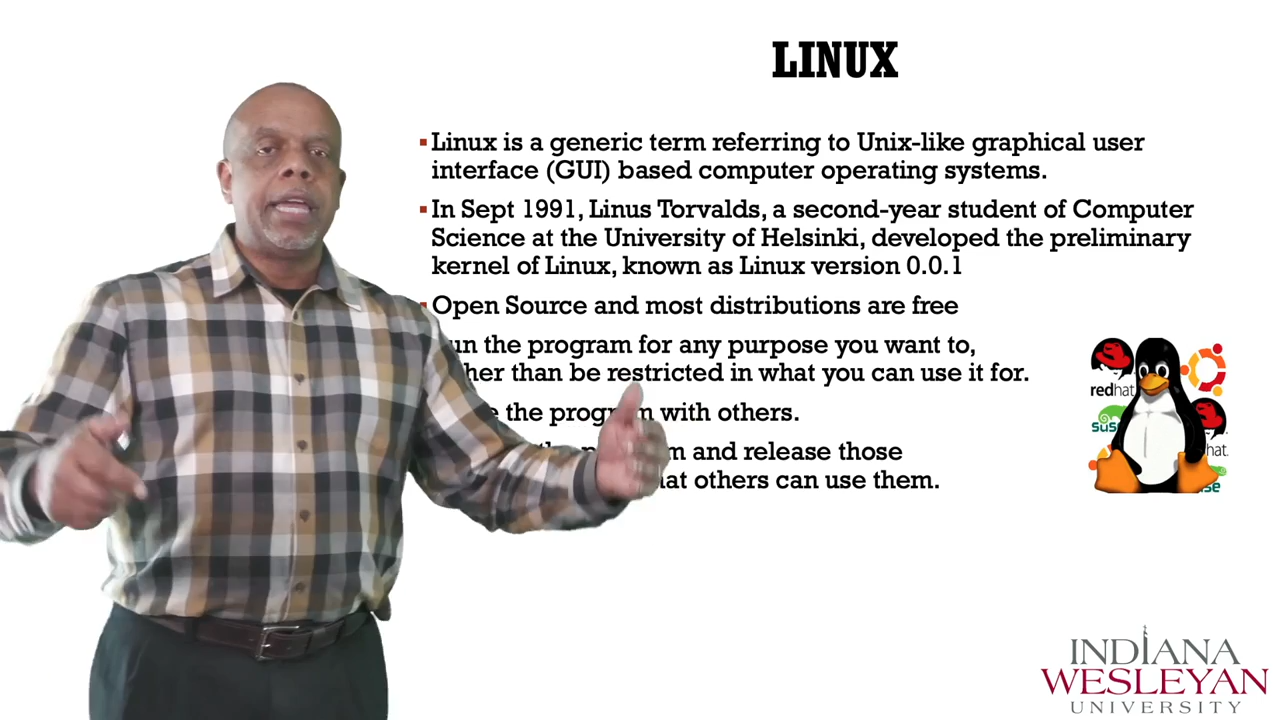 LINUX
Linux is a generic term referring to Unix-like graphical user
interface (GUI) based computer operating systems.
In Sept 1991, Linus Torvalds, a second-year student of Computer
Science at the University of Helsinki, developed the preliminary
kernel of Linux, known as Linux version 0.0.1
Open Source and most distributions are free
the program for any purpose you want to,
than be restricted in what you can use it for.
the program with others.
and release those
others can use them.
redhat
INDIANA
WESLEYAN
UNIVERSITY